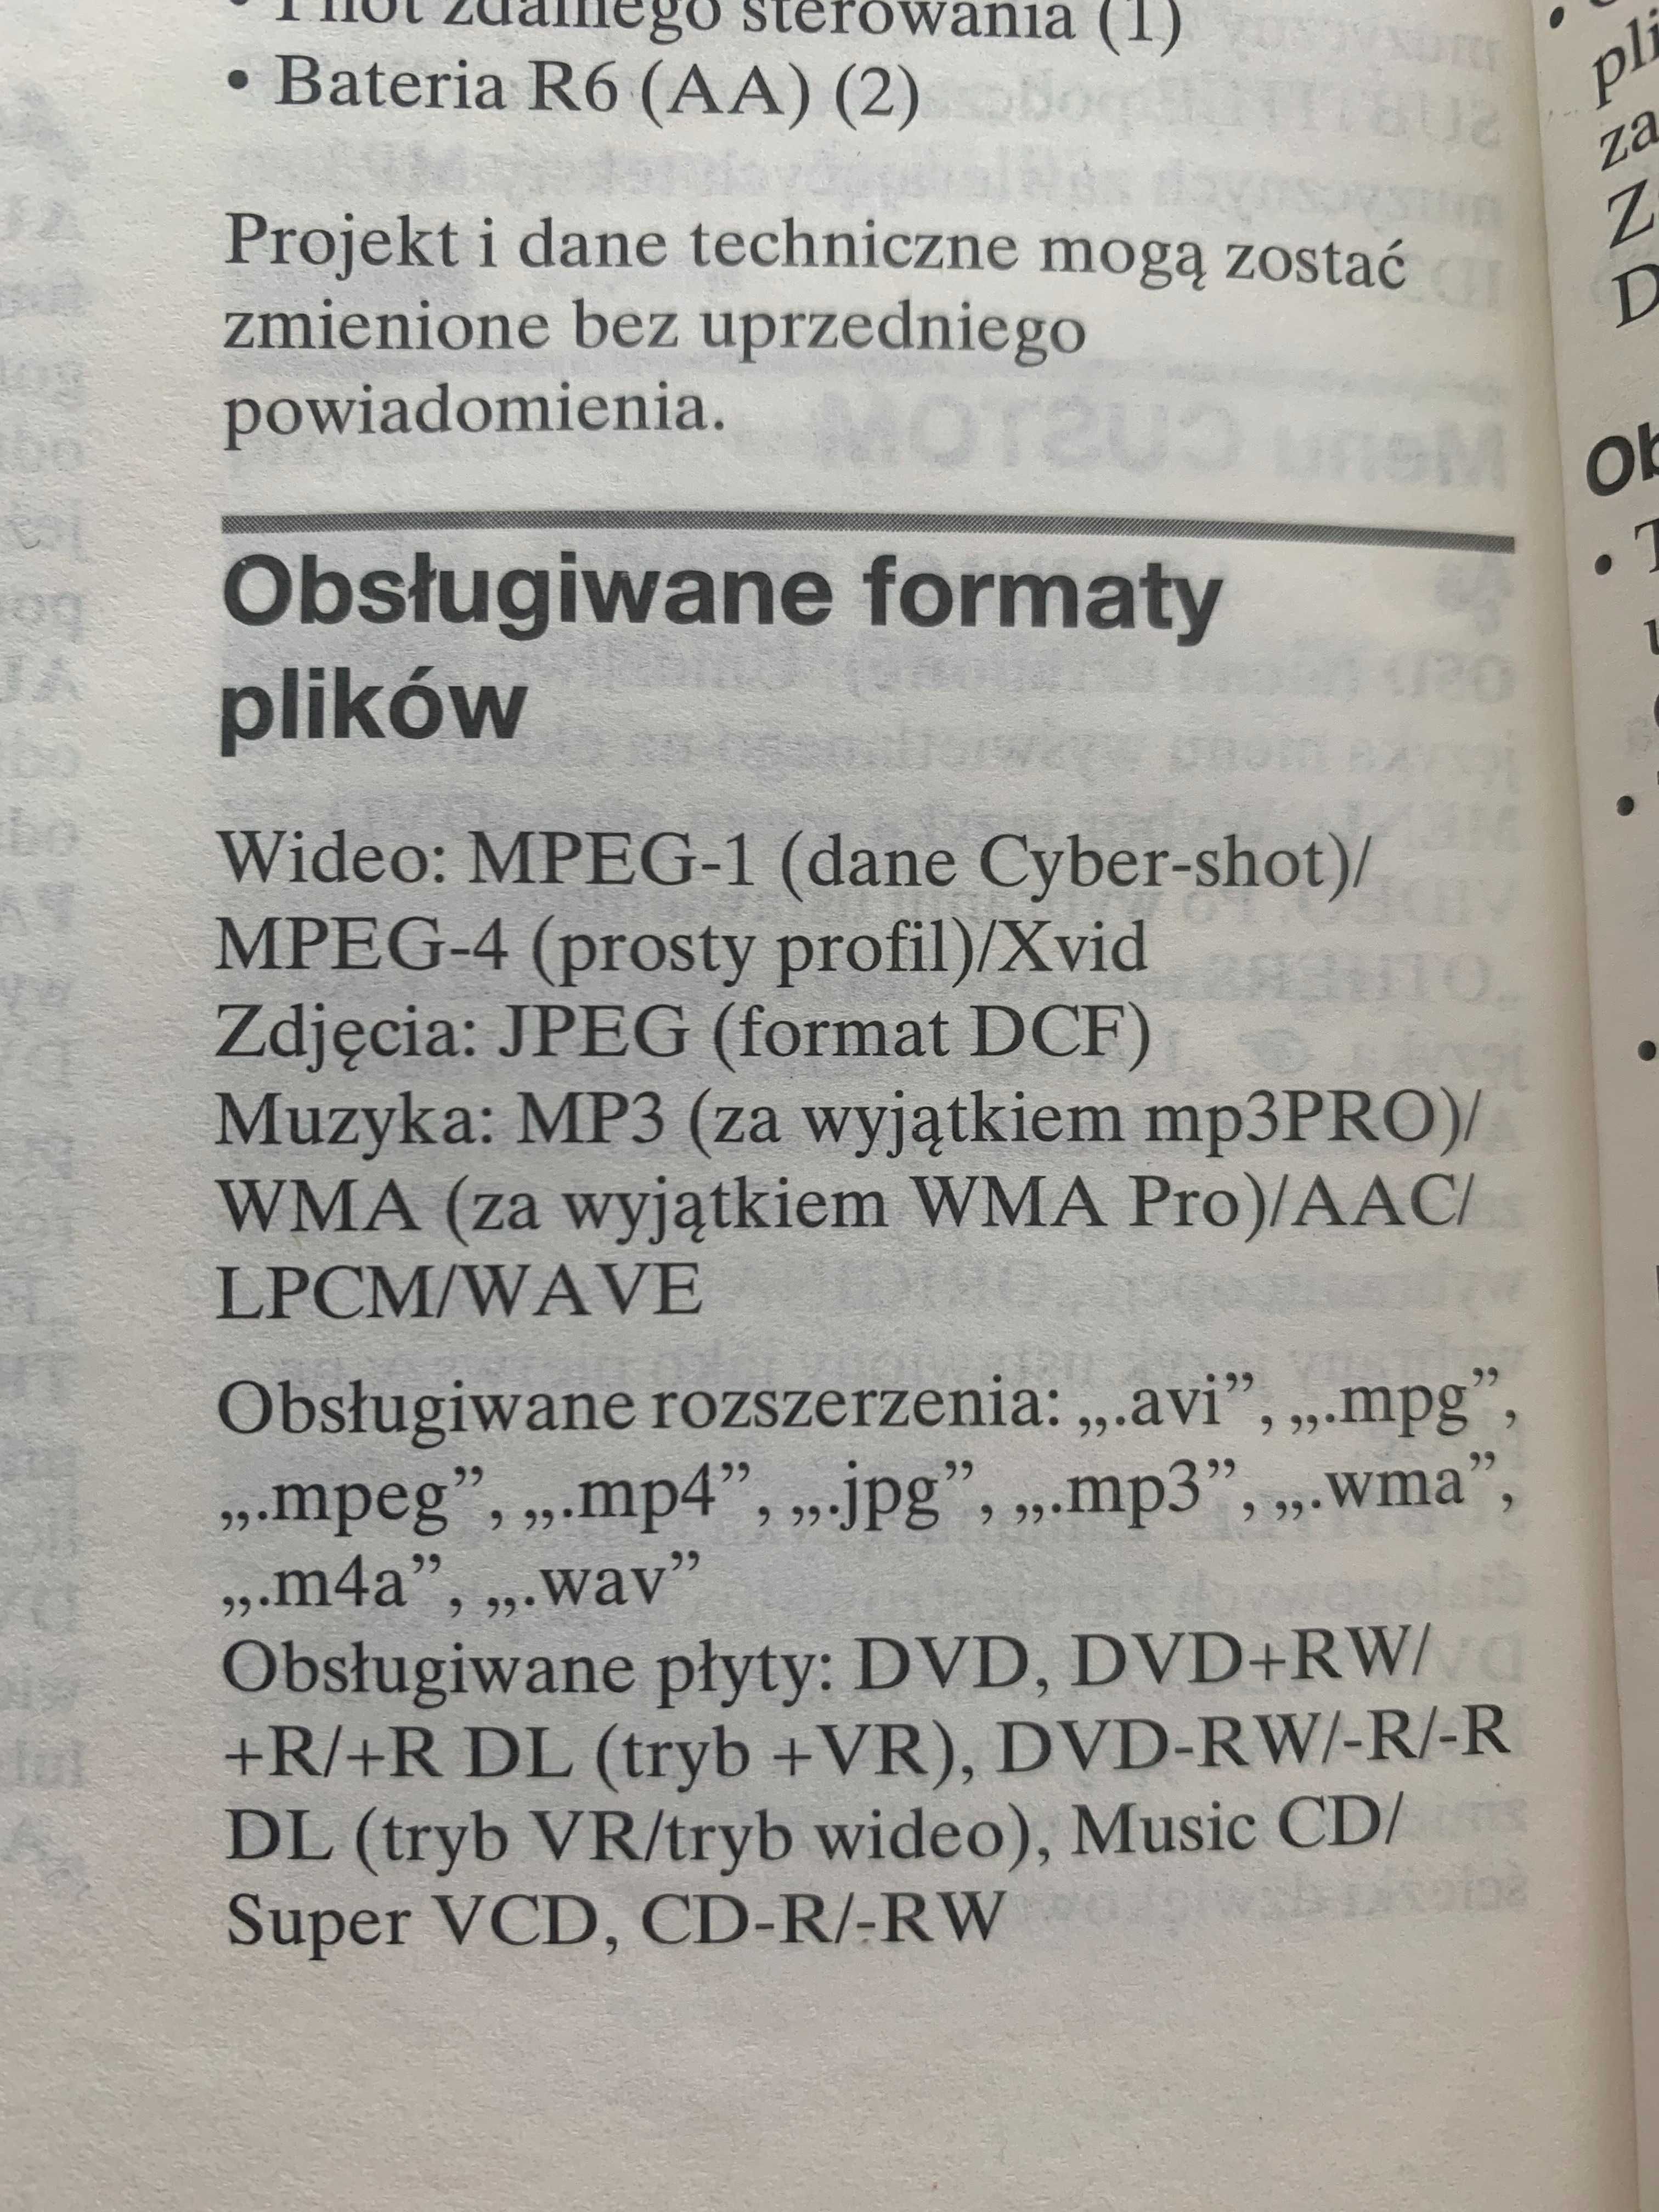 • Pilot zdalnego sterowania (1)
• Bateria R6 (AA) (2)
Projekt i dane techniczne mogą zostać
zmienione bez uprzedniego
powiadomienia.
Obsługiwane formaty
plików
Wideo: MPEG-1 (dane Cyber-shot)/
MPEG-4 (prosty profil)/Xvid
Zdjęcia: JPEG (format DCF)
Muzyka: MP3 (za wyjątkiem mp3PRO)/
WMA (za wyjątkiem WMA Pro)/AAC/
LPCM/WAVE
Obsługiwane rozszerzenia: „.avi”, „.mpg”,
„.mpeg”, „.mp4”, „.jpg”, „.mp3”, „.wma”,
„.m4a”, „.wav”
Obsługiwane płyty: DVD, DVD+RW/
+R/+R DL (tryb +VR), DVD-RW/-R/-R
DL (tryb VR/tryb wideo), Music CD/
Super VCD, CD-R/-RW